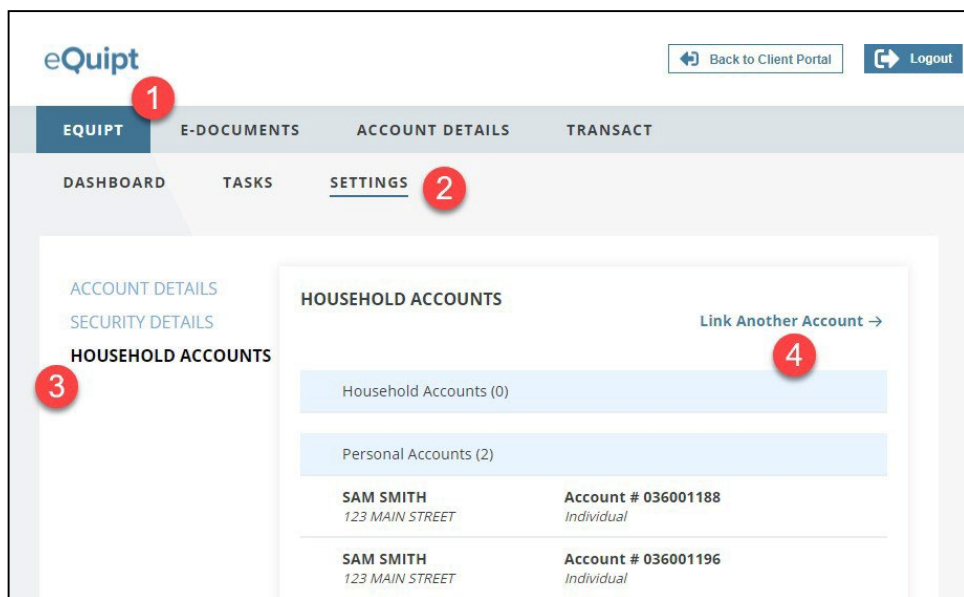 eQuipt
Back to Client Portal
Logout
1
EQUIPT E-DOCUMENTS ACCOUNT DETAILS TRANSACT
DASHBOARD TASKS SETTINGS 2
ACCOUNT DETAILS
SECURITY DETAILS
HOUSEHOLD ACCOUNTS
3
HOUSEHOLD ACCOUNTS
Link Another Account →
4
Household Accounts (0)
Personal Accounts (2)
SAM SMITH Account # 036001188
123 MAIN STREET Individual
SAM SMITH Account # 036001196
123 MAIN STREET Individual